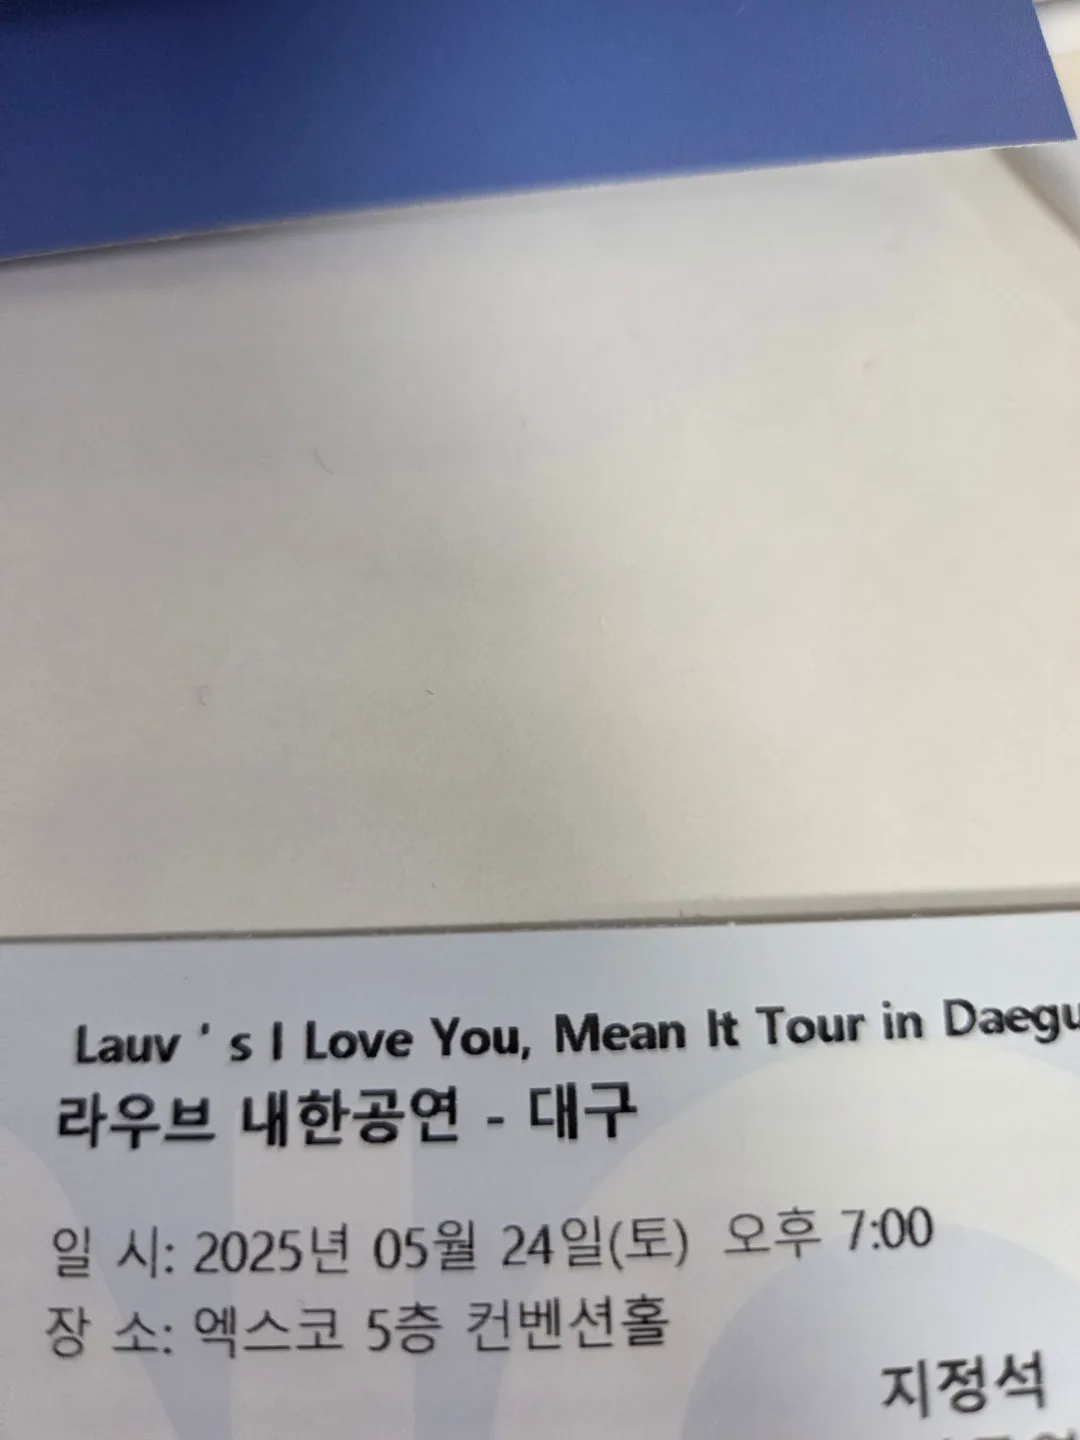 Lauv ' s I Love You, Mean It Tour in Daegu
라우브 내한공연 - 대구
일 시: 2025년 05월 24일(토) 오후 7:00
장 소: 엑스코 5층 컨벤션홀
지정석